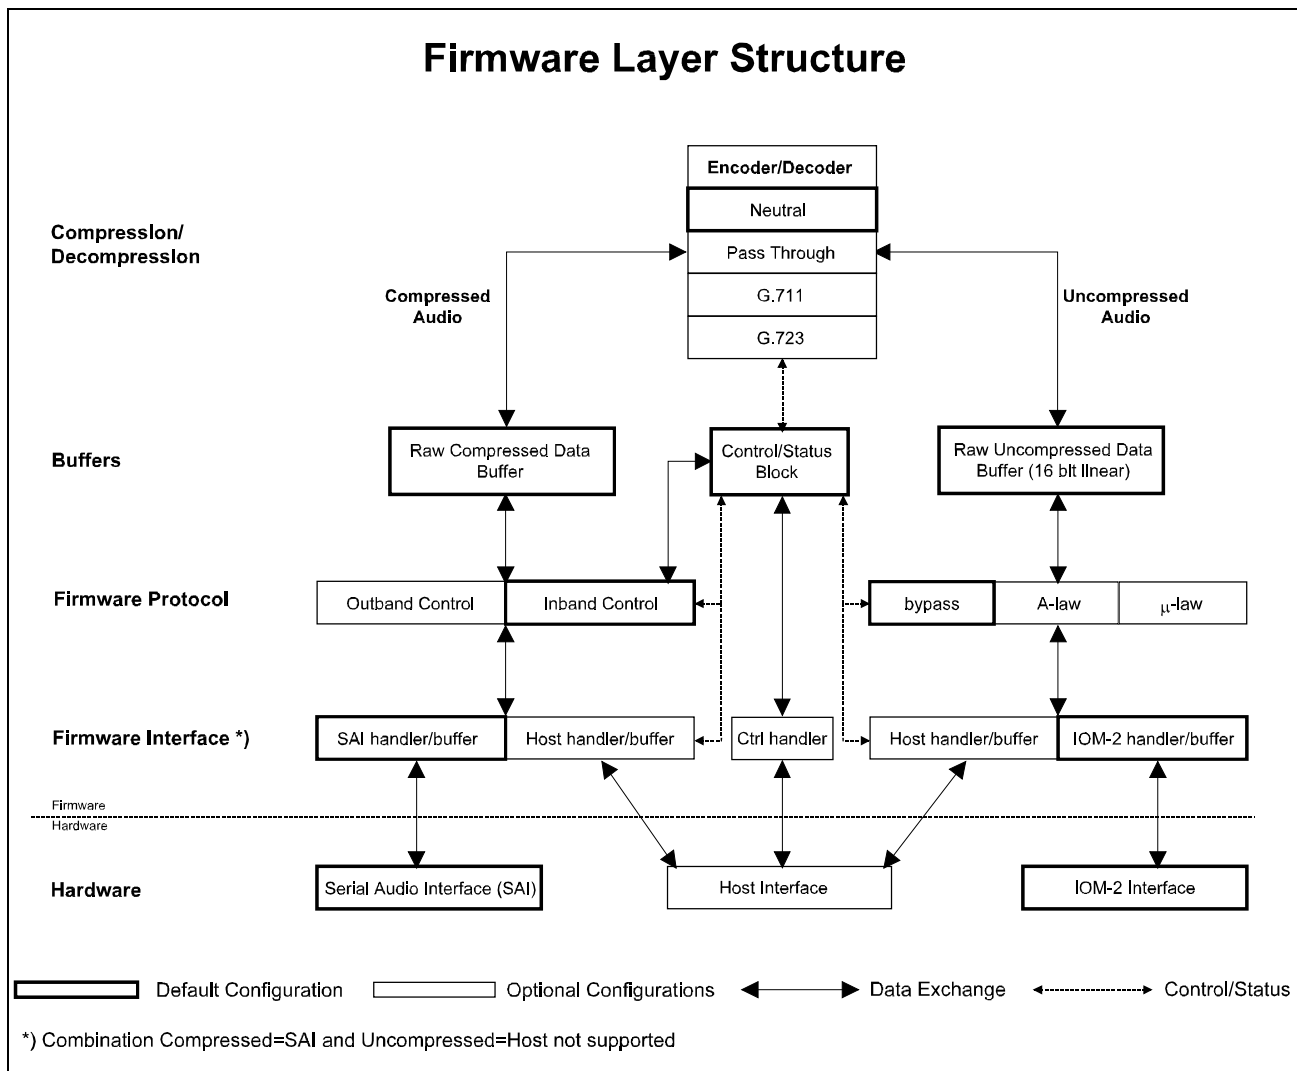 Firmware Layer Structure
Encoder/Decoder
Neutral
Compression/
Decompression
Pass Through
G.711
G.723
Compressed
Audio
Uncompressed
Audio
Buffers
Raw Compressed Data
Buffer
Control/Status
Block
Raw Uncompressed Data
Buffer (16 bit linear)
Firmware Protocol
Outband Control
Inband Control
bypass
A-law
μ-law
Firmware Interface *)
SAI handler/buffer
Host handler/buffer
Ctrl handler
Host handler/buffer
IOM-2 handler/buffer
Firmware
Hardware
Hardware
Serial Audio Interface (SAI)
Host Interface
IOM-2 Interface
Default Configuration
Optional Configurations
Data Exchange
Control/Status
*) Combination Compressed=SAI and Uncompressed=Host not supported